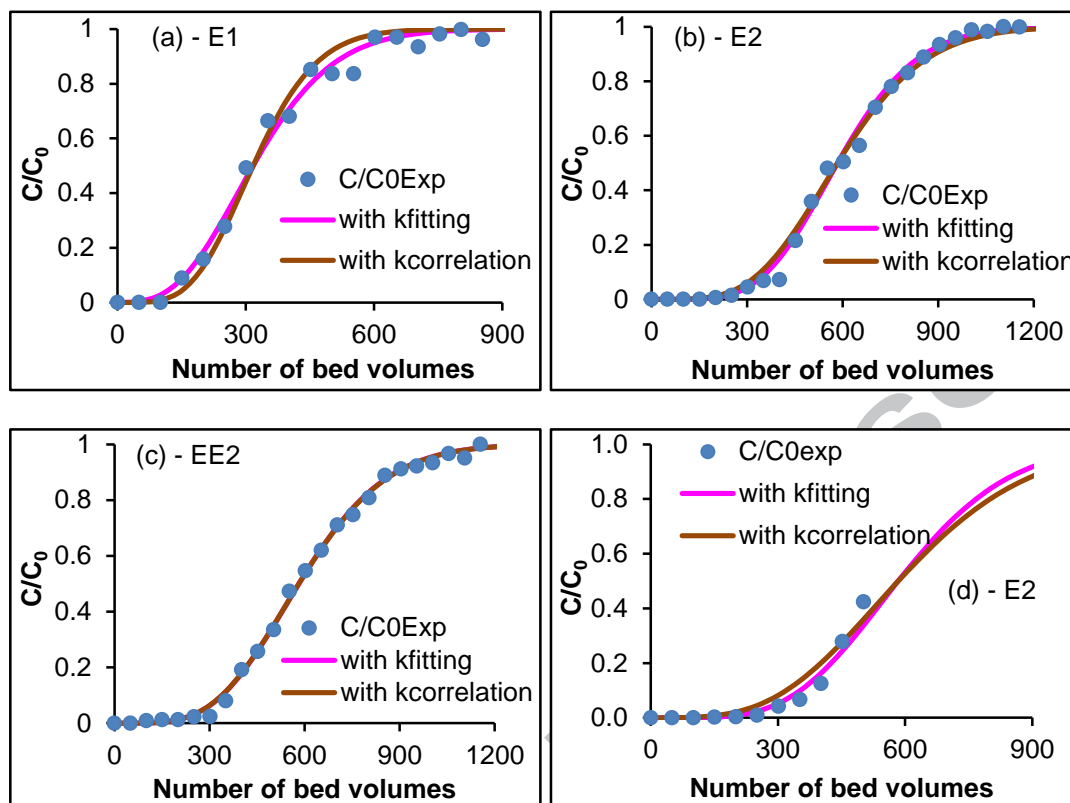 (a) - E1
1
0.8
0.6
0.4
0.2
0
C/C0
C/C0Exp
with kfitting
with kcorrelation
0 300 600 900
Number of bed volumes
(b) - E2
1
0.8
0.6
0.4
0.2
0
C/C0
C/C0Exp
with kfitting
with kcorrelation
0 300 600 900 1200
Number of bed volumes
(c) - EE2
1
0.8
0.6
0.4
0.2
0
C/C0
C/C0Exp
with kfitting
with kcorrelation
0 300 600 900 1200
Number of bed volumes
1.0
0.8
0.6
0.4
0.2
0.0
C/C0
C/C0exp
with kfitting
with kcorrelation
(d) - E2
0 300 600 900
Number of bed volumes